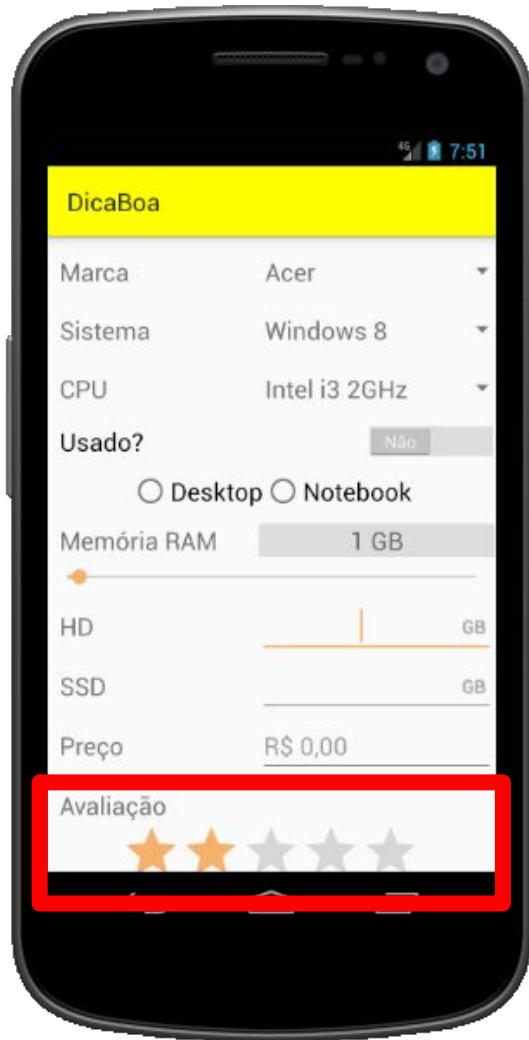 4G 7:51
DicaBoa
Marca Acer
Sistema Windows 8
CPU Intel i3 2GHz
Usado? Não
Desktop Notebook
Memória RAM 1 GB
HD GB
SSD GB
Preço R$ 0,00
Avaliação